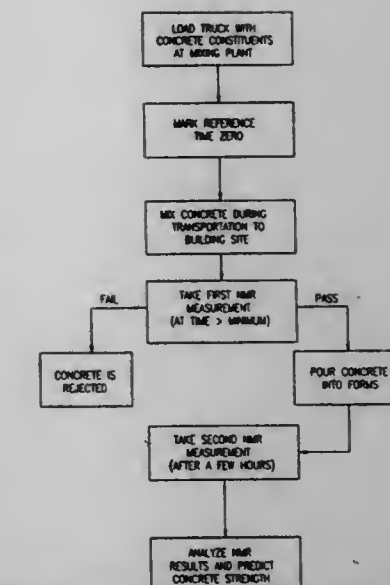 LOAD TRUCK WITH
CONCRETE CONSTITUENTS
AT MIXING PLANT
MARK REFERENCE
TIME ZERO
MIX CONCRETE DURING
TRANSPORTATION TO
BUILDING SITE
TAKE FIRST NMR
MEASUREMENT
(AT TIME > MINIMUM)
FAIL
PASS
CONCRETE IS
REJECTED
POUR CONCRETE
INTO FORMS
TAKE SECOND NMR
MEASUREMENT
(AFTER A FEW HOURS)
ANALYZE NMR
RESULTS AND PREDICT
CONCRETE STRENGTH